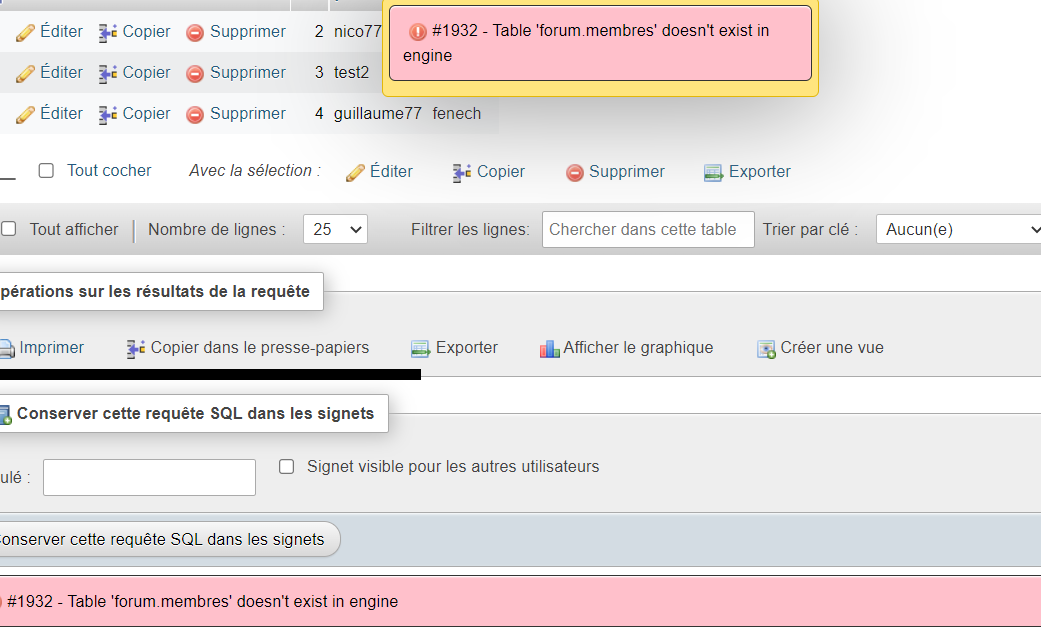 Éditer Copier Supprimer 2 nico77
#1932 - Table 'forum.membres' doesn't exist in
engine
Éditer Copier Supprimer 3 test2
Éditer Copier Supprimer 4 guillaume77 fenech
Tout cocher Avec la sélection : Éditer Copier Supprimer Exporter
Tout afficher Nombre de lignes : 25 Filtrer les lignes: Chercher dans cette table Trier par clé : Aucun(e)
pérations sur les résultats de la requête
Imprimer Copier dans le presse-papiers Exporter Afficher le graphique Créer une vue
Conserver cette requête SQL dans les signets
ulé : Signet visible pour les autres utilisateurs
onserver cette requête SQL dans les signets
#1932 - Table 'forum.membres' doesn't exist in engine